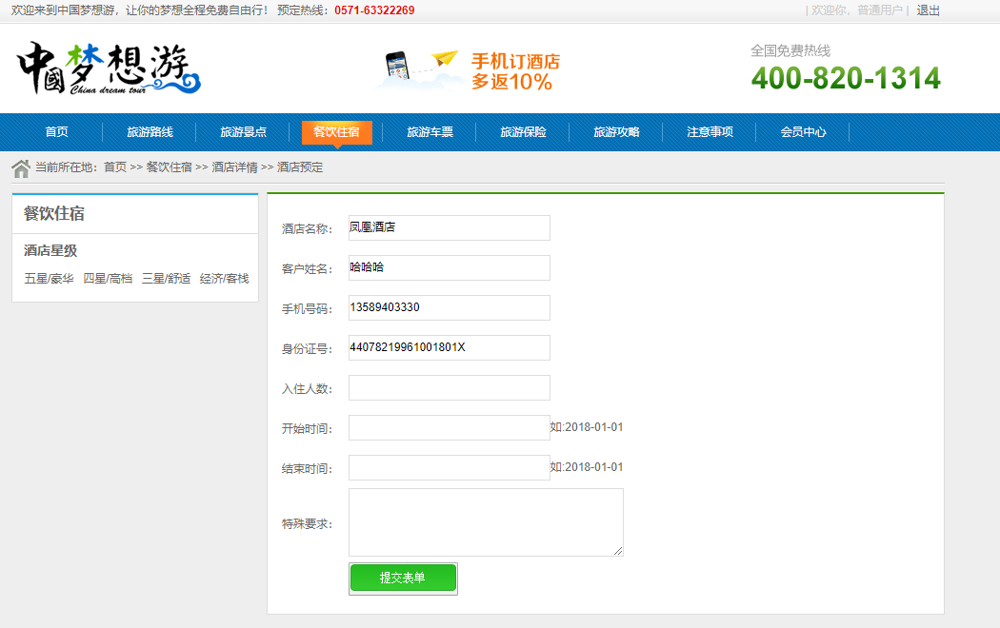 欢迎来到中国梦想游，让你的梦想全程免费自由行！ 预定热线：0571-63322269
| 欢迎你，普通用户 | 退出
中國梦想游
China dream tour
手机订酒店
多返10%
全国免费热线
400-820-1314
首页 旅游路线 旅游景点 餐饮住宿 旅游车票 旅游保险 旅游攻略 注意事项 会员中心
当前所在地：首页 >> 餐饮住宿 >> 酒店详情 >> 酒店预定
餐饮住宿
酒店星级
五星/豪华 四星/高档 三星/舒适 经济/客栈
酒店名称： 凤凰酒店
客户姓名： 哈哈哈
手机号码： 13589403330
身份证号： 44078219961001801X
入住人数：
开始时间： 如:2018-01-01
结束时间： 如:2018-01-01
特殊要求：
提交表单